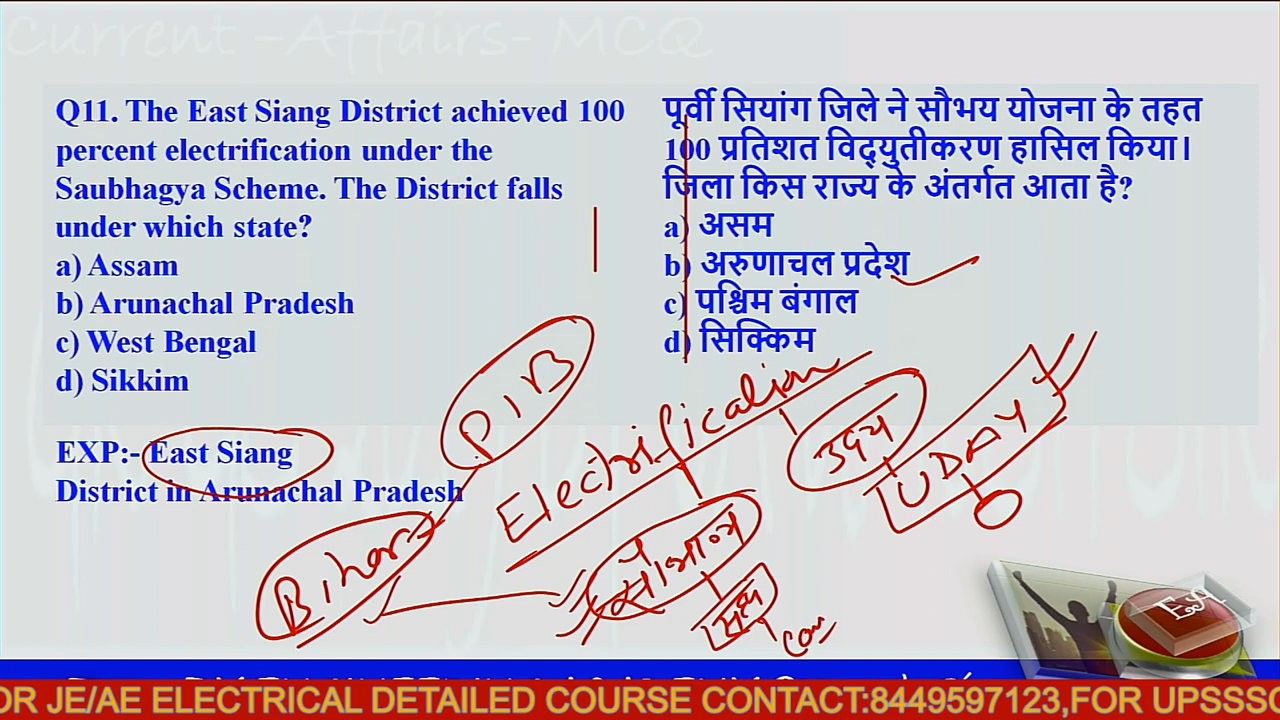 Current -Affairs- MCQ
Q11. The East Siang District achieved 100
percent electrification under the
Saubhagya Scheme. The District falls
under which state?
a) Assam
b) Arunachal Pradesh
c) West Bengal
d) Sikkim
EXP:- East Siang
District in Arunachal Pradesh
पूर्वी सियांग जिले ने सौभय योजना के तहत
100 प्रतिशत विद्युतीकरण हासिल किया।
जिला किस राज्य के अंतर्गत आता है?
a) असम
b) अरुणाचल प्रदेश
c) पश्चिम बंगाल
d) सिक्किम
PIB
Electrification
उदय
UDAY
Bihar
सौभाग्य
Com
EA
OR JE/AE ELECTRICAL DETAILED COURSE CONTACT:8449597123,FOR UPSSSC